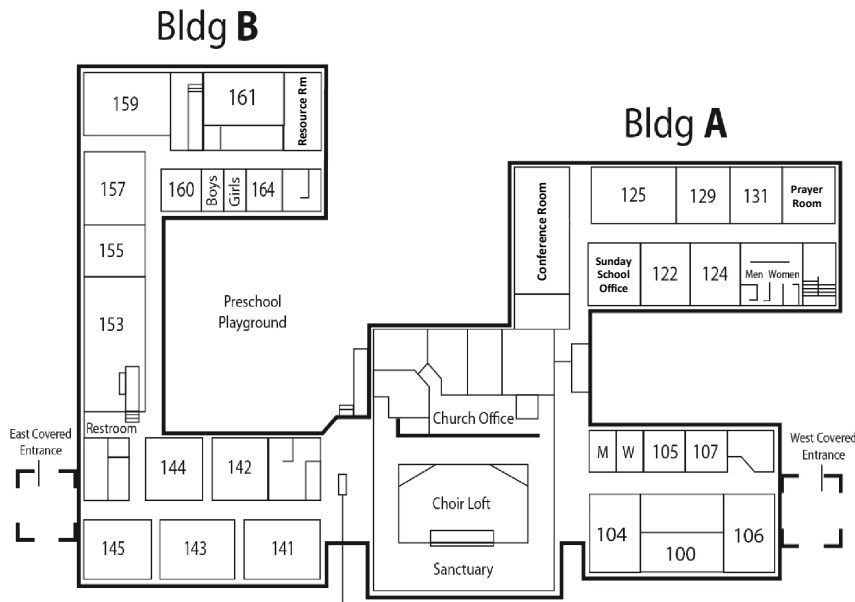 Bldg B
Bldg A
159
161
Resource Rm
157
160
Boys
Girls
164
155
153
Preschool
Playground
Restroom
East Covered
Entrance
144
142
145
143
141
Conference Room
125
129
131
Prayer
Room
Sunday
School
Office
122
124
Men
Women
Church Office
Choir Loft
Sanctuary
M
W
105
107
West Covered
Entrance
104
100
106